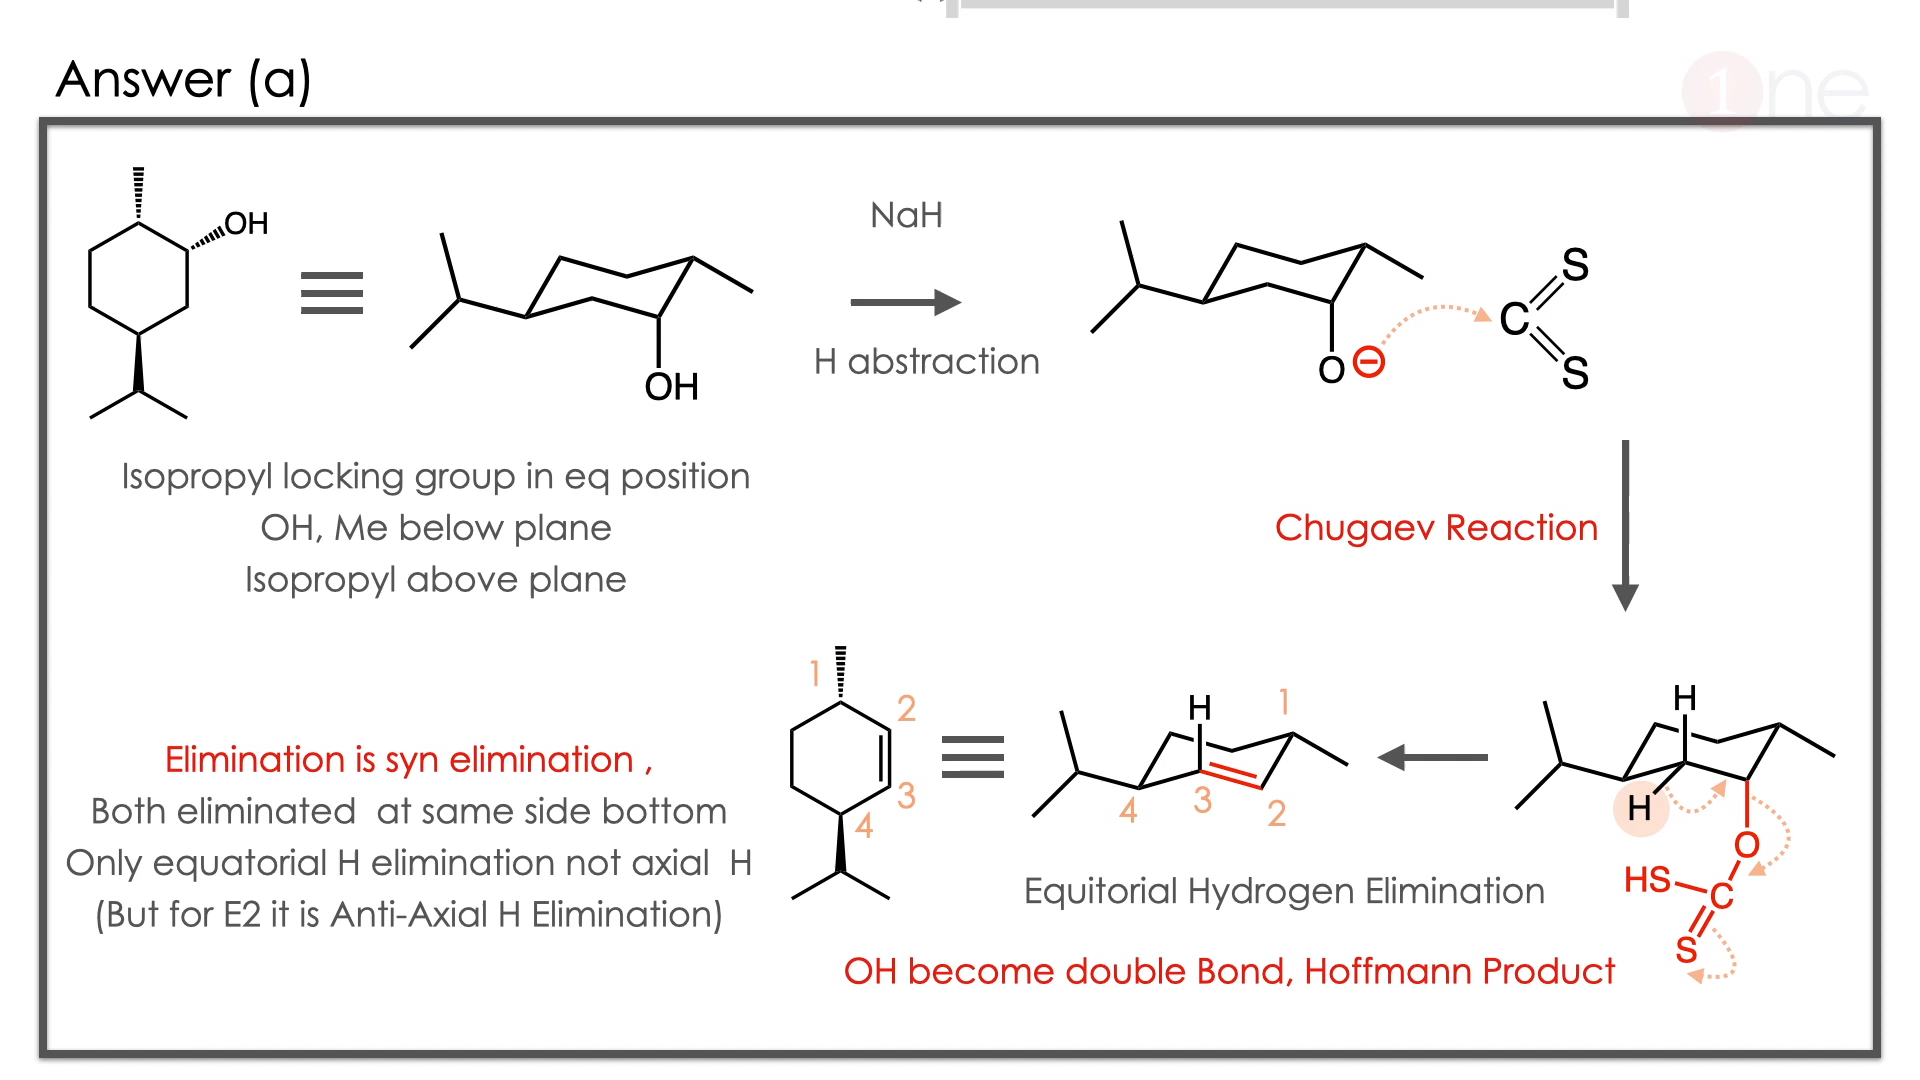 1ne
Answer (a)
OH
OH
NaH
H abstraction
O ⊖
C
S
S
Isopropyl locking group in eq position
OH, Me below plane
Isopropyl above plane
Chugaev Reaction
1
2
3
4
H
1
4
3
2
H
H
O
HS
C
S
Elimination is syn elimination ,
Both eliminated at same side bottom
Only equatorial H elimination not axial H
(But for E2 it is Anti-Axial H Elimination)
Equitorial Hydrogen Elimination
OH become double Bond, Hoffmann Product